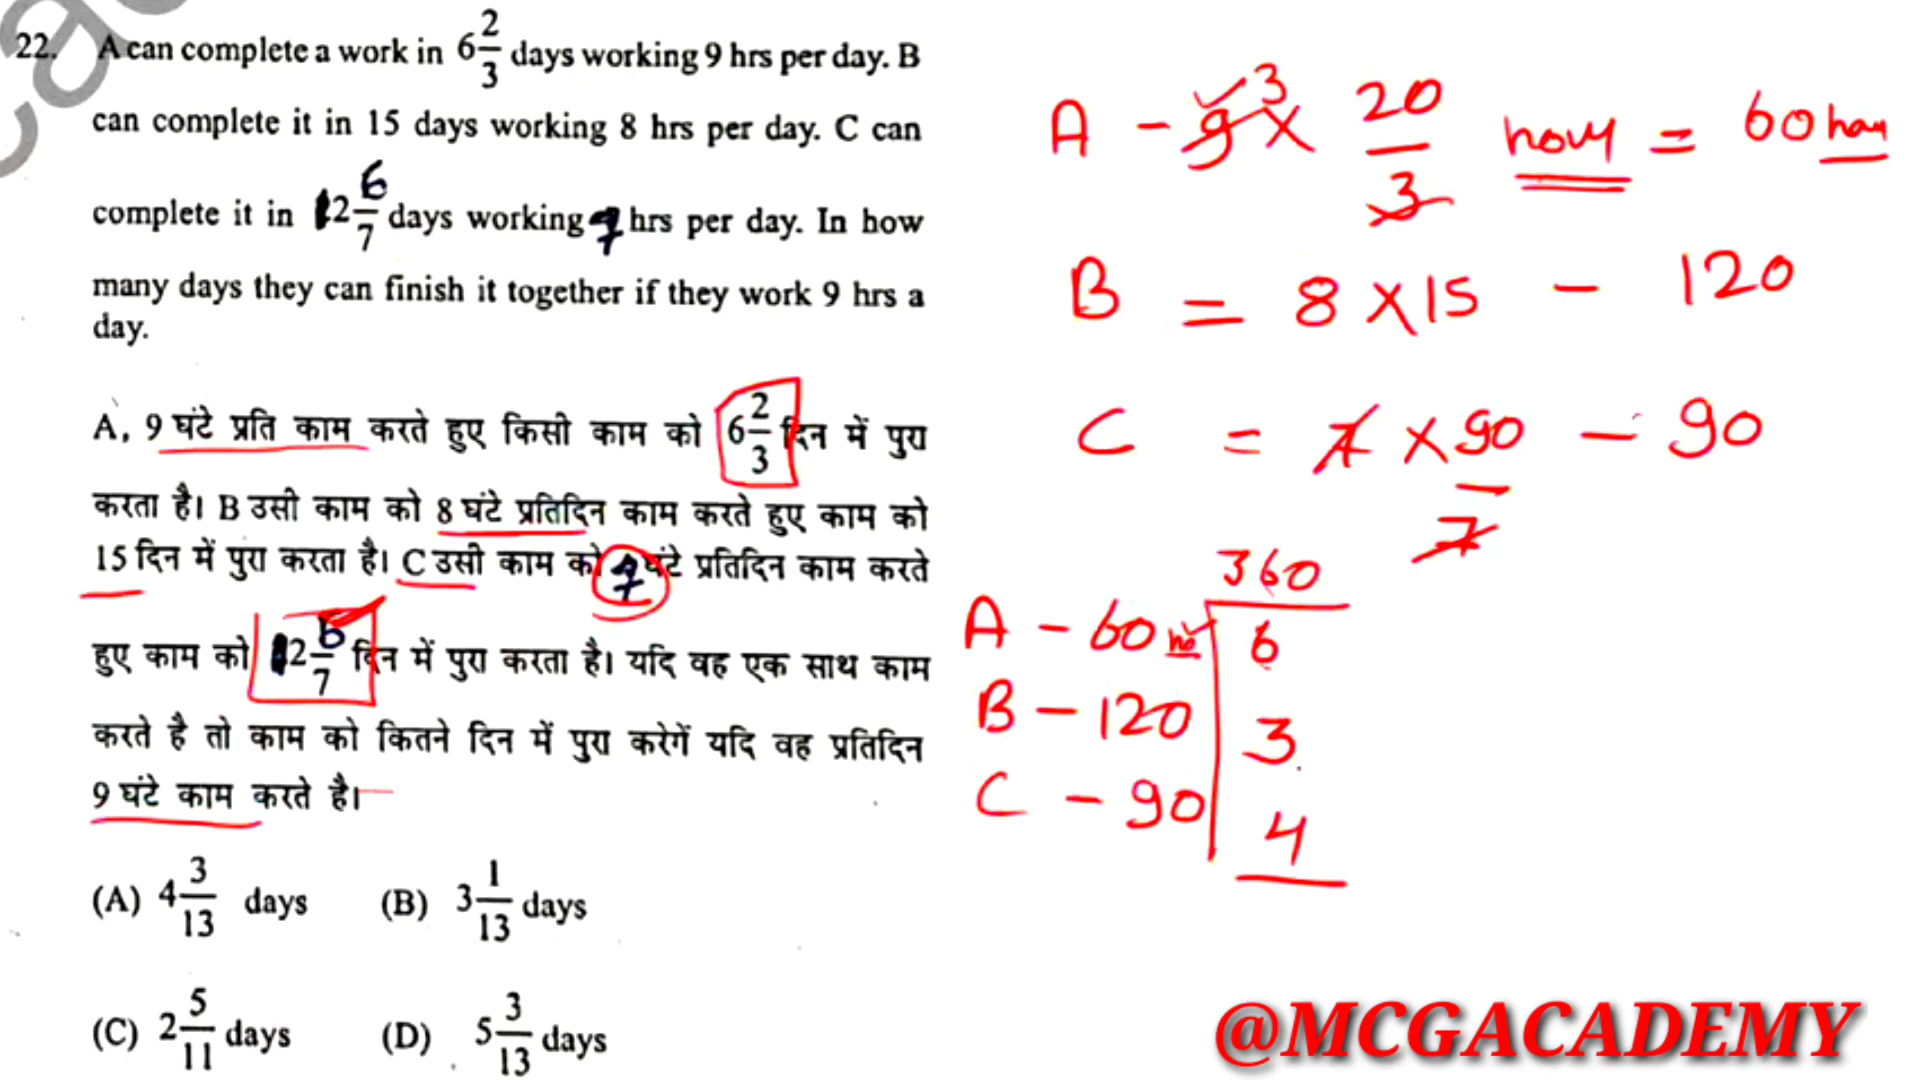 22. A can complete a work in 6 2/3 days working 9 hrs per day. B
can complete it in 15 days working 8 hrs per day. C can
complete it in 12 6/7 days working 7 hrs per day. In how
many days they can finish it together if they work 9 hrs a
day.
A, 9 घंटे प्रति काम करते हुए किसी काम को 6 2/3 दिन में पुरा
करता है। B उसी काम को 8 घंटे प्रतिदिन काम करते हुए काम को
15 दिन में पुरा करता है। C उसी काम को 7 घंटे प्रतिदिन काम करते
हुए काम को 12 6/7 दिन में पुरा करता है। यदि वह एक साथ काम
करते है तो काम को कितने दिन में पुरा करेगें यदि वह प्रतिदिन
9 घंटे काम करते है।
(A) 4 3/13 days (B) 3 1/13 days
(C) 2 5/11 days (D) 5 3/13 days
A - 9 3 × 20/3 hour = 60 hour
B = 8 × 15 - 120
C = 7 × 90/7 - 90
360
A - 60 hr 6
B - 120 3
C - 90 4
@MCGACADEMY